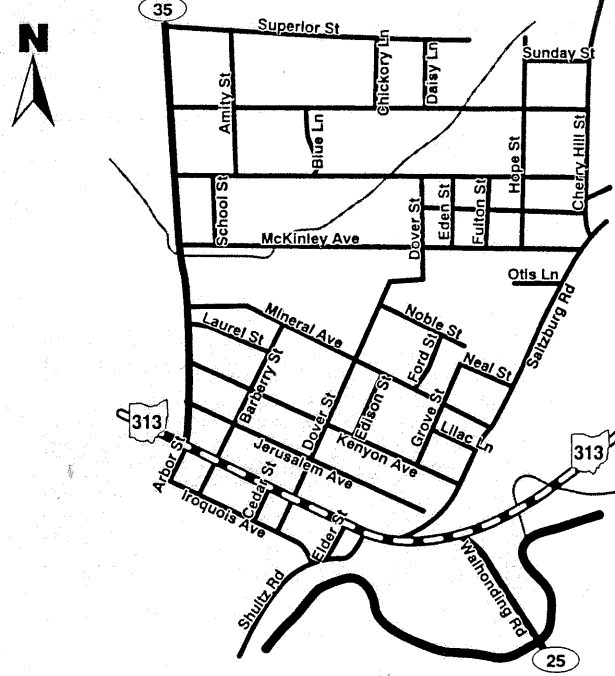 35
N
Superior St
Chickory Ln
Daisy Ln
Sunday St
Amity St
Blue Ln
Hope St
Cherry Hill St
School St
Dover St
Eden St
Fulton St
McKinley Ave
Otis Ln
Saltzburg Rd
Mineral Ave
Noble St
Laurel St
Ford St
Neal St
Barberry St
Edison St
Grove St
Dover St
Lilac Ln
313
Kenyon Ave
313
Arbor St
Jerusalem Ave
Cedar St
Iroquois Ave
Elder St
Walhonding Rd
Shultz Rd
25